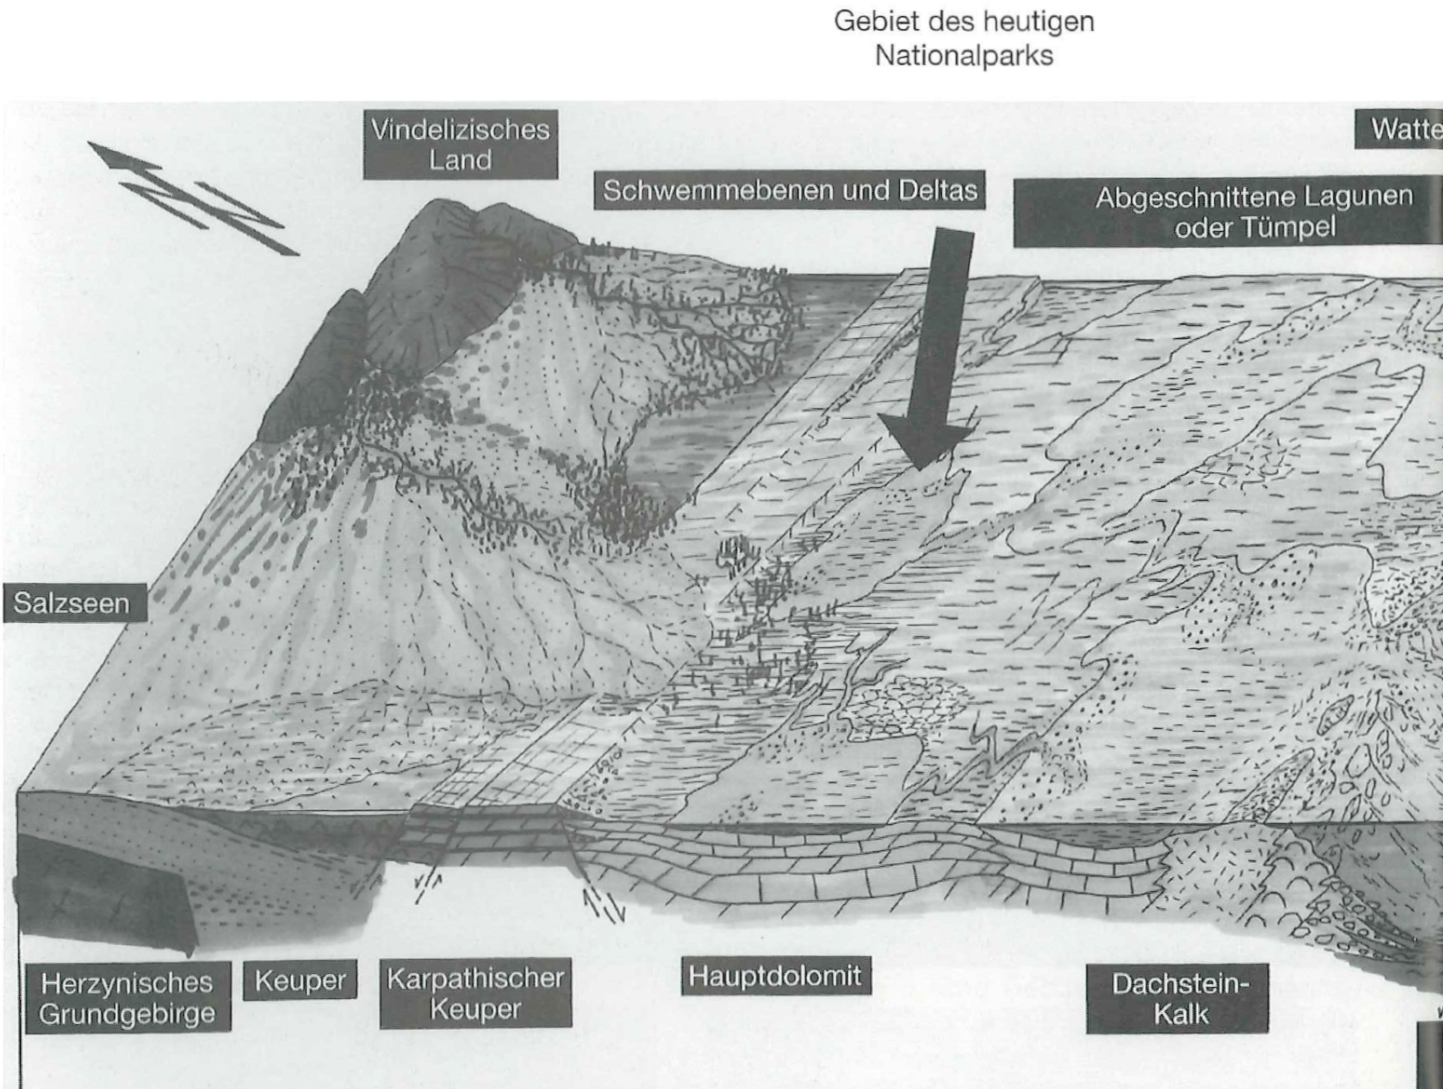 Gebiet des heutigen
Nationalparks
Vindelizisches
Land
Watte
Schwemmebenen und Deltas
Abgeschnittene Lagunen
oder Tümpel
Salzseen
Herzynisches
Grundgebirge
Keuper
Karpathischer
Keuper
Hauptdolomit
Dachstein-
Kalk